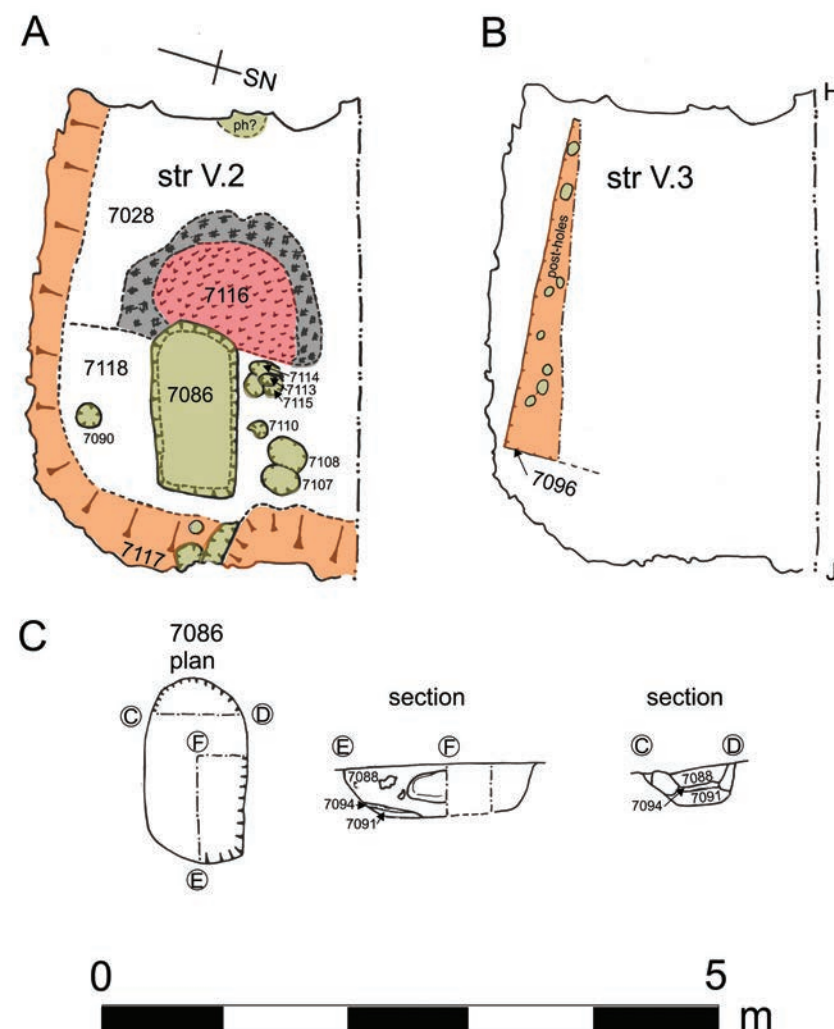 A
SN
ph?
str V.2
7028
7116
7118
7086
7114
7113
7115
7090
7110
7108
7107
7117
B
H
str V.3
post-holes
7096
J
C
7086
plan
C
D
F
E
section
E
F
7088
7094
7091
section
C
D
7088
7094
7091
0
5
m